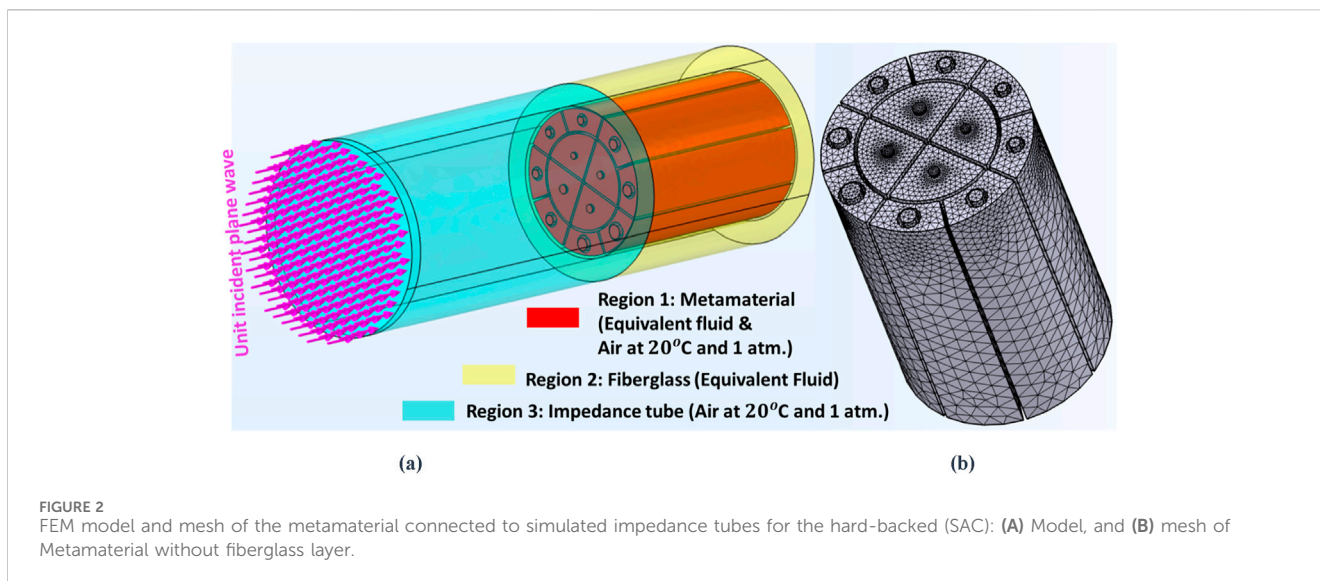 Unit incident plane wave
Region 1: Metamaterial
(Equivalent fluid &
Air at 20°C and 1 atm.)
Region 2: Fiberglass (Equivalent Fluid)
Region 3: Impedance tube (Air at 20°C and 1 atm.)
(a)
(b)
FIGURE 2
FEM model and mesh of the metamaterial connected to simulated impedance tubes for the hard-backed (SAC): (A) Model, and (B) mesh of
Metamaterial without fiberglass layer.